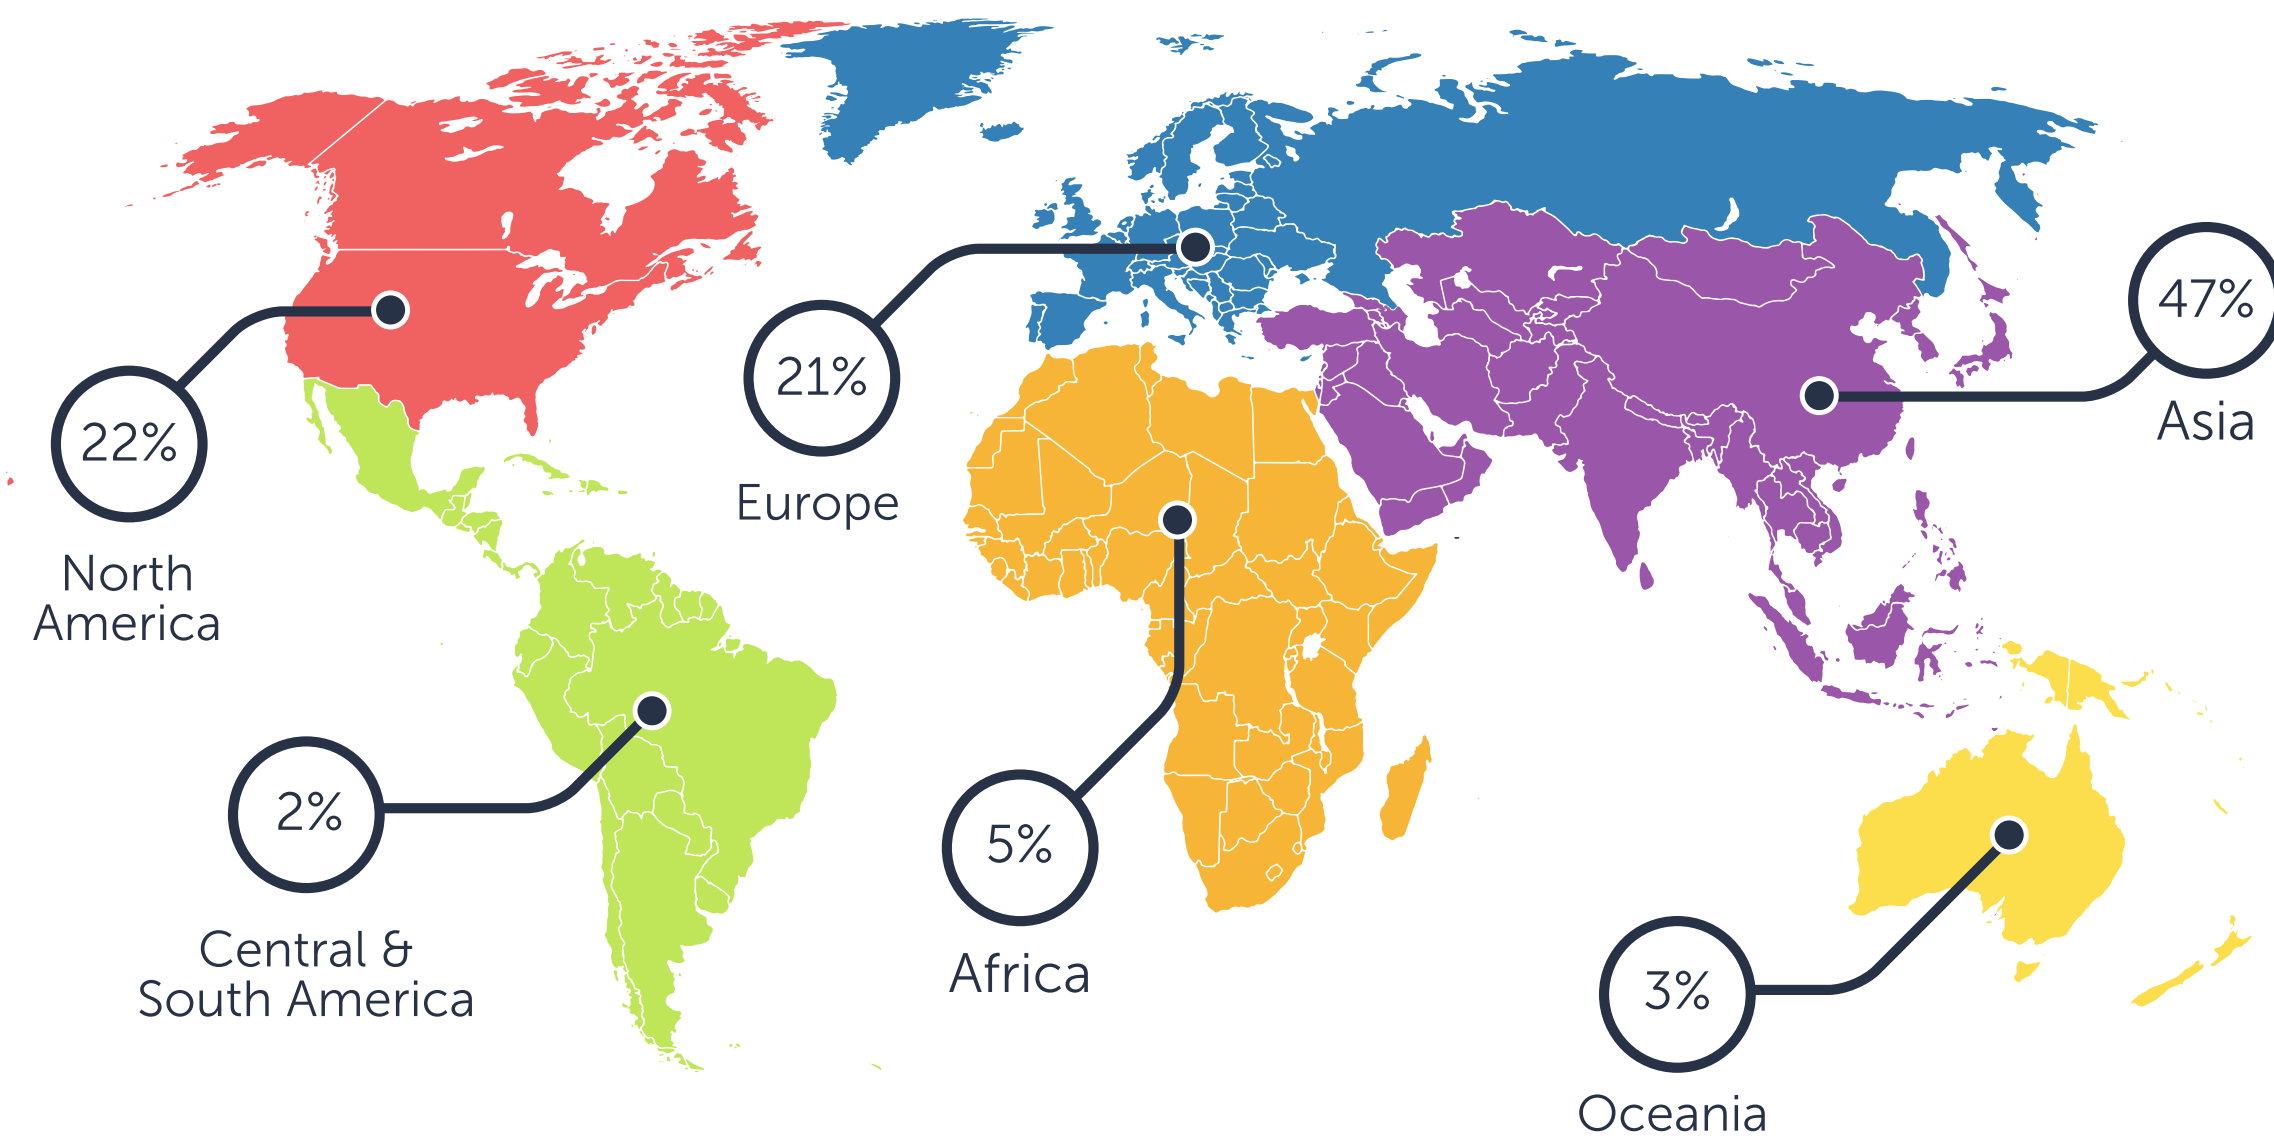 22%
North
America
21%
Europe
47%
Asia
2%
Central &
South America
5%
Africa
3%
Oceania